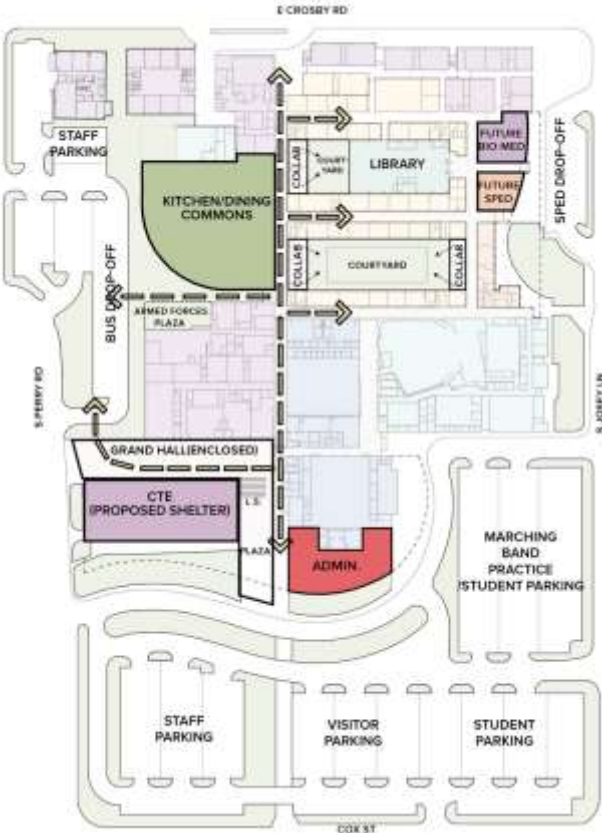 E CROSBY RD
STAFF
PARKING
KITCHEN/DINING
COMMONS
COLLAB
COURT-
YARD
LIBRARY
FUTURE
BIO-MED
FUTURE
SPED
SPED DROP-OFF
COLLAB
COURTYARD
COLLAB
BUS DROP-OFF
ARMED FORCES
PLAZA
S PERRY RD
S JOSEY LN
GRAND HALL(ENCLOSED)
CTE
(PROPOSED SHELTER)
L.S.
PLAZA
ADMIN.
MARCHING
BAND
PRACTICE
/STUDENT PARKING
STAFF
PARKING
VISITOR
PARKING
STUDENT
PARKING
COX ST